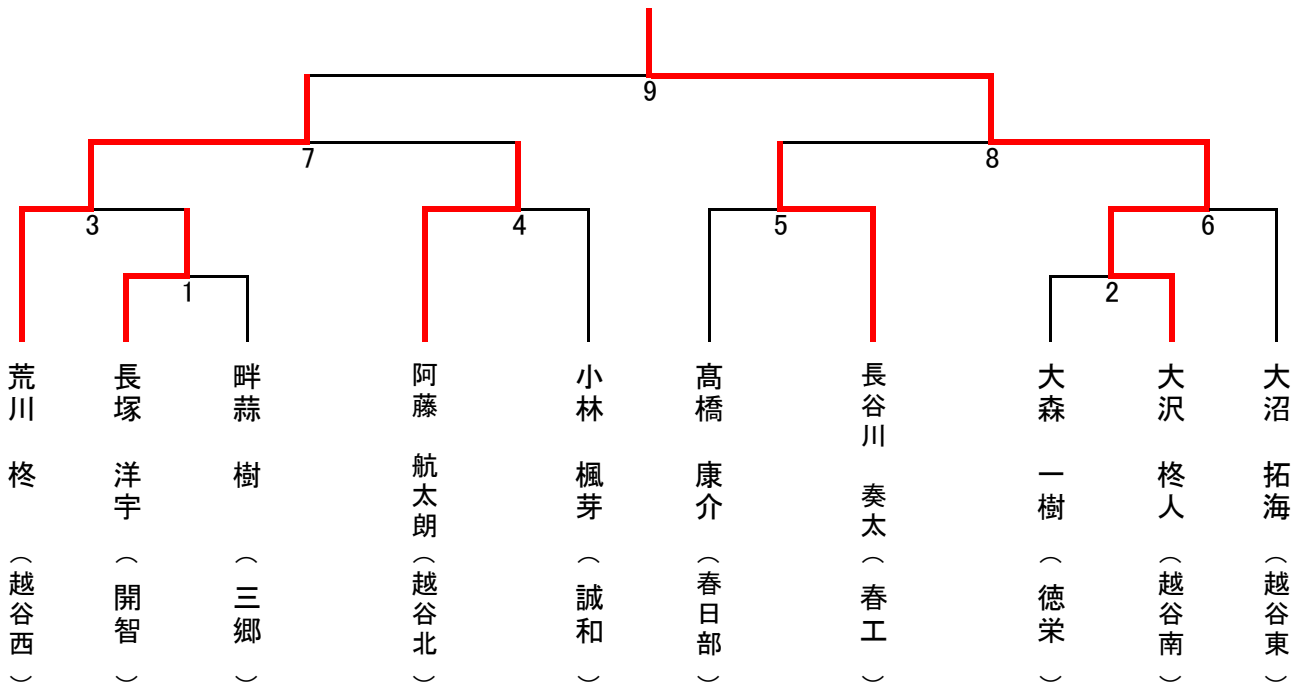 9
7
8
3
4
5
6
1
2
荒川 柊 （越谷西）
長塚 洋宇 （開智）
畔蒜 樹 （三郷）
阿藤 航太朗 （越谷北）
小林 楓芽 （誠和）
髙橋 康介 （春日部）
長谷川 奏太 （春工）
大森 一樹 （徳栄）
大沢 柊人 （越谷南）
大沼 拓海 （越谷東）